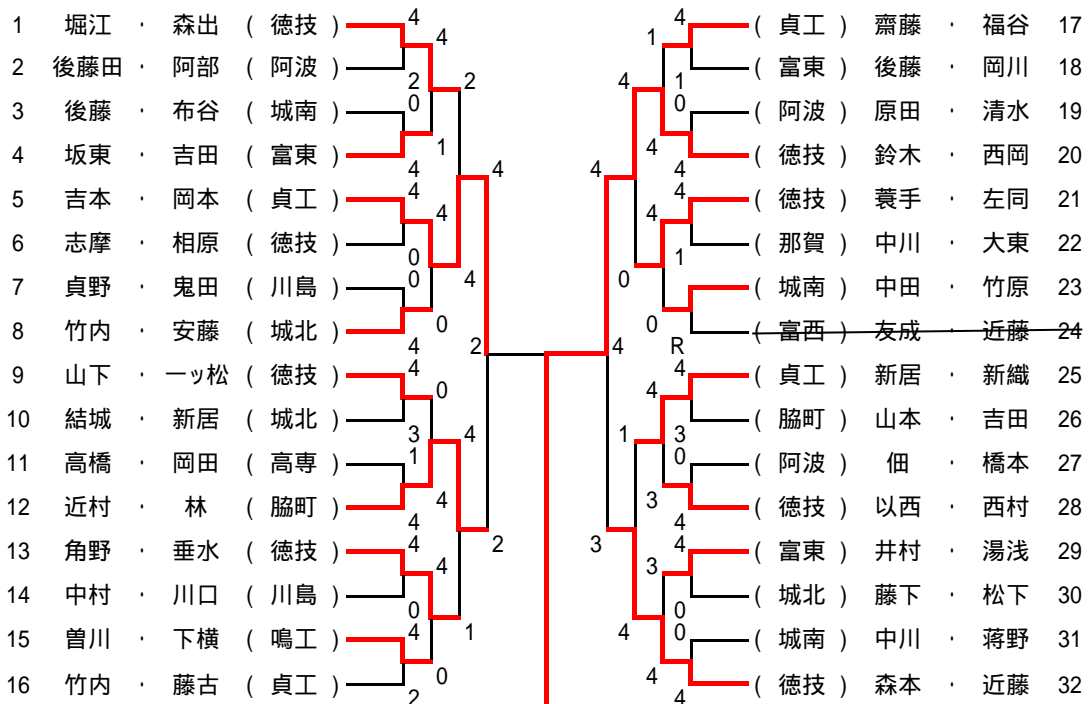 1 堀江 ・ 森出 ( 徳技 )
2 後藤田 ・ 阿部 ( 阿波 )
3 後藤 ・ 布谷 ( 城南 )
4 坂東 ・ 吉田 ( 富東 )
5 吉本 ・ 岡本 ( 貞工 )
6 志摩 ・ 相原 ( 徳技 )
7 貞野 ・ 鬼田 ( 川島 )
8 竹内 ・ 安藤 ( 城北 )
9 山下 ・ 一ッ松 ( 徳技 )
10 結城 ・ 新居 ( 城北 )
11 高橋 ・ 岡田 ( 高専 )
12 近村 ・ 林 ( 脇町 )
13 角野 ・ 垂水 ( 徳技 )
14 中村 ・ 川口 ( 川島 )
15 曽川 ・ 下横 ( 鳴工 )
16 竹内 ・ 藤古 ( 貞工 )
4
2
0
4
4
0
0
4
4
3
1
4
4
0
4
2
4
1
4
0
0
4
4
0
2
4
4
1
4
2
2
4
4
3
4
1
0
4
1
4
4
0
4
3
3
4
4
1
0
4
4
1
0
R
4
3
0
4
4
0
0
4
( 貞工 ) 齋藤 ・ 福谷 17
( 富東 ) 後藤 ・ 岡川 18
( 阿波 ) 原田 ・ 清水 19
( 徳技 ) 鈴木 ・ 西岡 20
( 徳技 ) 蓑手 ・ 左同 21
( 那賀 ) 中川 ・ 大東 22
( 城南 ) 中田 ・ 竹原 23
( 富西 ) 友成 ・ 近藤 24
( 貞工 ) 新居 ・ 新織 25
( 脇町 ) 山本 ・ 吉田 26
( 阿波 ) 佃 ・ 橋本 27
( 徳技 ) 以西 ・ 西村 28
( 富東 ) 井村 ・ 湯浅 29
( 城北 ) 藤下 ・ 松下 30
( 城南 ) 中川 ・ 蒋野 31
( 徳技 ) 森本 ・ 近藤 32